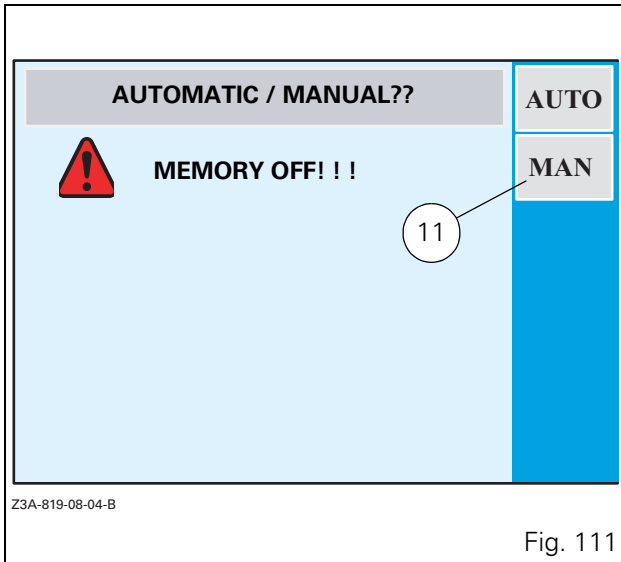 AUTOMATIC / MANUAL??
AUTO
MEMORY OFF! ! !
MAN
11
Z3A-819-08-04-B
Fig. 111